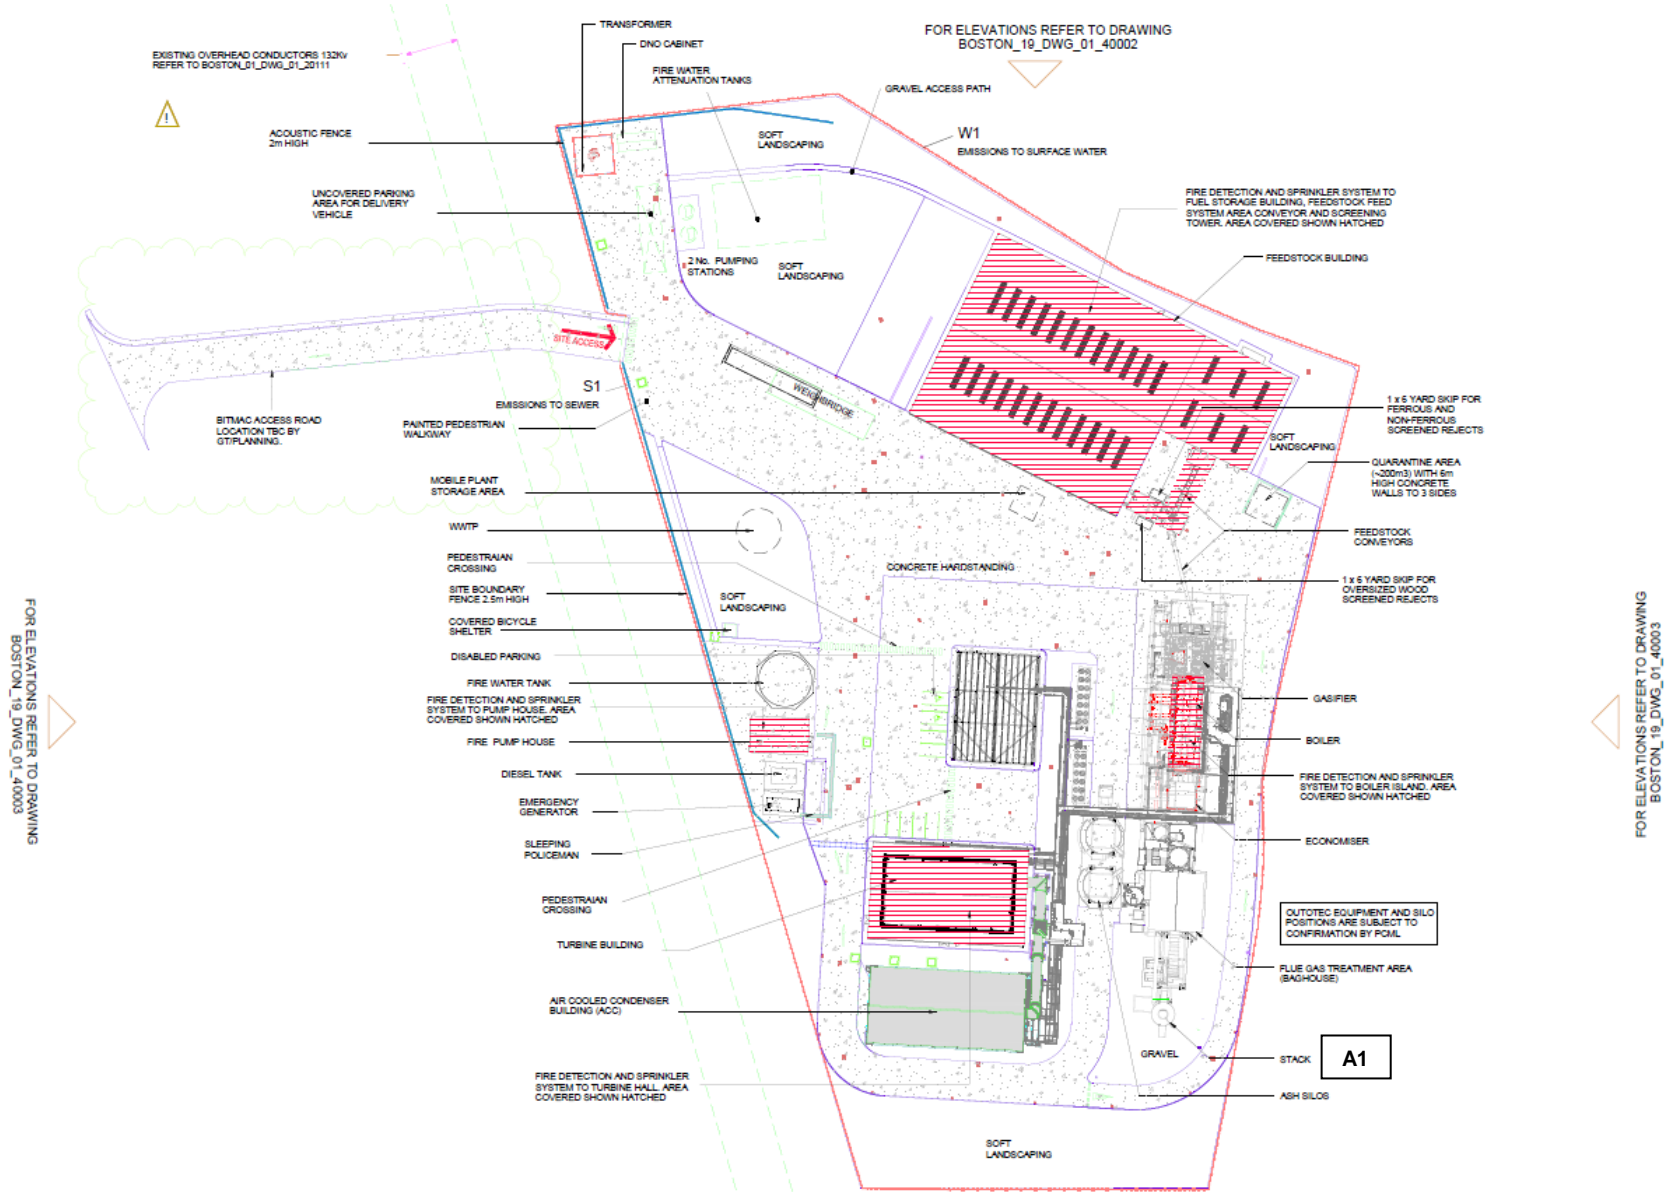 TRANSFORMER
DNO CABINET
FOR ELEVATIONS REFER TO DRAWING
BOSTON_19_DWG_01_40002
EXISTING OVERHEAD CONDUCTORS 132Kv
REFER TO BOSTON_01_DWG_01_20111
FIRE WATER
ATTENUATION TANKS
GRAVEL ACCESS PATH
!
ACOUSTIC FENCE
2m HIGH
SOFT
LANDSCAPING
W1
EMISSIONS TO SURFACE WATER
UNCOVERED PARKING
AREA FOR DELIVERY
VEHICLE
FIRE DETECTION AND SPRINKLER SYSTEM TO
FUEL STORAGE BUILDING, FEEDSTOCK FEED
SYSTEM AREA CONVEYOR AND SCREENING
TOWER. AREA COVERED SHOWN HATCHED
2 No. PUMPING
STATIONS
SOFT
LANDSCAPING
FEEDSTOCK BUILDING
SITE ACCESS
S1
EMISSIONS TO SEWER
WEIGHBRIDGE
BITMAC ACCESS ROAD
LOCATION TBC BY
GT/PLANNING.
PAINTED PEDESTRIAN
WALKWAY
1 x 6 YARD SKIP FOR
FERROUS AND
NON-FERROUS
SCREENED REJECTS
SOFT
LANDSCAPING
QUARANTINE AREA
(~200m3) WITH 6m
HIGH CONCRETE
WALLS TO 3 SIDES
MOBILE PLANT
STORAGE AREA
WWTP
FEEDSTOCK
CONVEYORS
PEDESTRAIAN
CROSSING
CONCRETE HARDSTANDING
1 x 6 YARD SKIP FOR
OVERSIZED WOOD
SCREENED REJECTS
SITE BOUNDARY
FENCE 2.5m HIGH
SOFT
LANDSCAPING
COVERED BICYCLE
SHELTER
DISABLED PARKING
FIRE WATER TANK
FIRE DETECTION AND SPRINKLER
SYSTEM TO PUMP HOUSE. AREA
COVERED SHOWN HATCHED
GASIFIER
FIRE PUMP HOUSE
BOILER
DIESEL TANK
FIRE DETECTION AND SPRINKLER
SYSTEM TO BOILER ISLAND. AREA
COVERED SHOWN HATCHED
EMERGENCY
GENERATOR
ECONOMISER
SLEEPING
POLICEMAN
PEDESTRAIAN
CROSSING
OUTOTEC EQUIPMENT AND SILO
POSITIONS ARE SUBJECT TO
CONFIRMATION BY PCML
TURBINE BUILDING
FLUE GAS TREATMENT AREA
(BAGHOUSE)
AIR COOLED CONDENSER
BUILDING (ACC)
GRAVEL
STACK
A1
FIRE DETECTION AND SPRINKLER
SYSTEM TO TURBINE HALL. AREA
COVERED SHOWN HATCHED
ASH SILOS
SOFT
LANDSCAPING
FOR ELEVATIONS REFER TO DRAWING
BOSTON_19_DWG_01_40003
FOR ELEVATIONS REFER TO DRAWING
BOSTON_19_DWG_01_40003